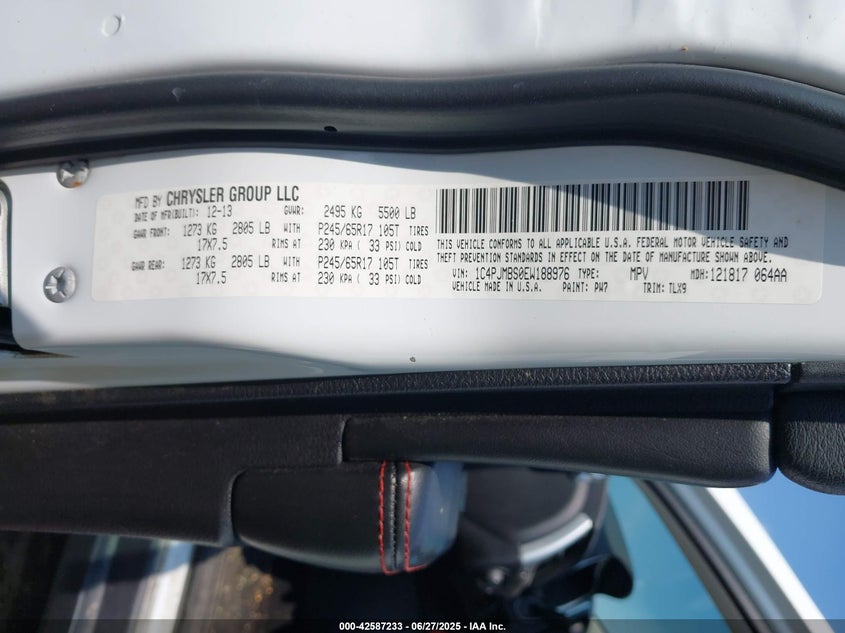 MFD BY CHRYSLER GROUP LLC
DATE OF MFR(BUILT): 12-13 GVWR: 2495 KG 5500 LB
GAWR FRONT: 1273 KG 2805 LB WITH P245/65R17 105T TIRES
17X7.5 RIMS AT 230 KPA ( 33 PSI) COLD
GAWR REAR: 1273 KG 2805 LB WITH P245/65R17 105T TIRES
17X7.5 RIMS AT 230 KPA ( 33 PSI) COLD
THIS VEHICLE CONFORMS TO ALL APPLICABLE U.S.A. FEDERAL MOTOR VEHICLE SAFETY AND
THEFT PREVENTION STANDARDS IN EFFECT ON THE DATE OF MANUFACTURE SHOWN ABOVE.
VIN: 1C4PJMBS0EW188976 TYPE: MPV MDH: 121817 064AA
VEHICLE MADE IN U.S.A. PAINT: PW7 TRIM: TLX9
000-42587233 - 06/27/2025 - IAA Inc.